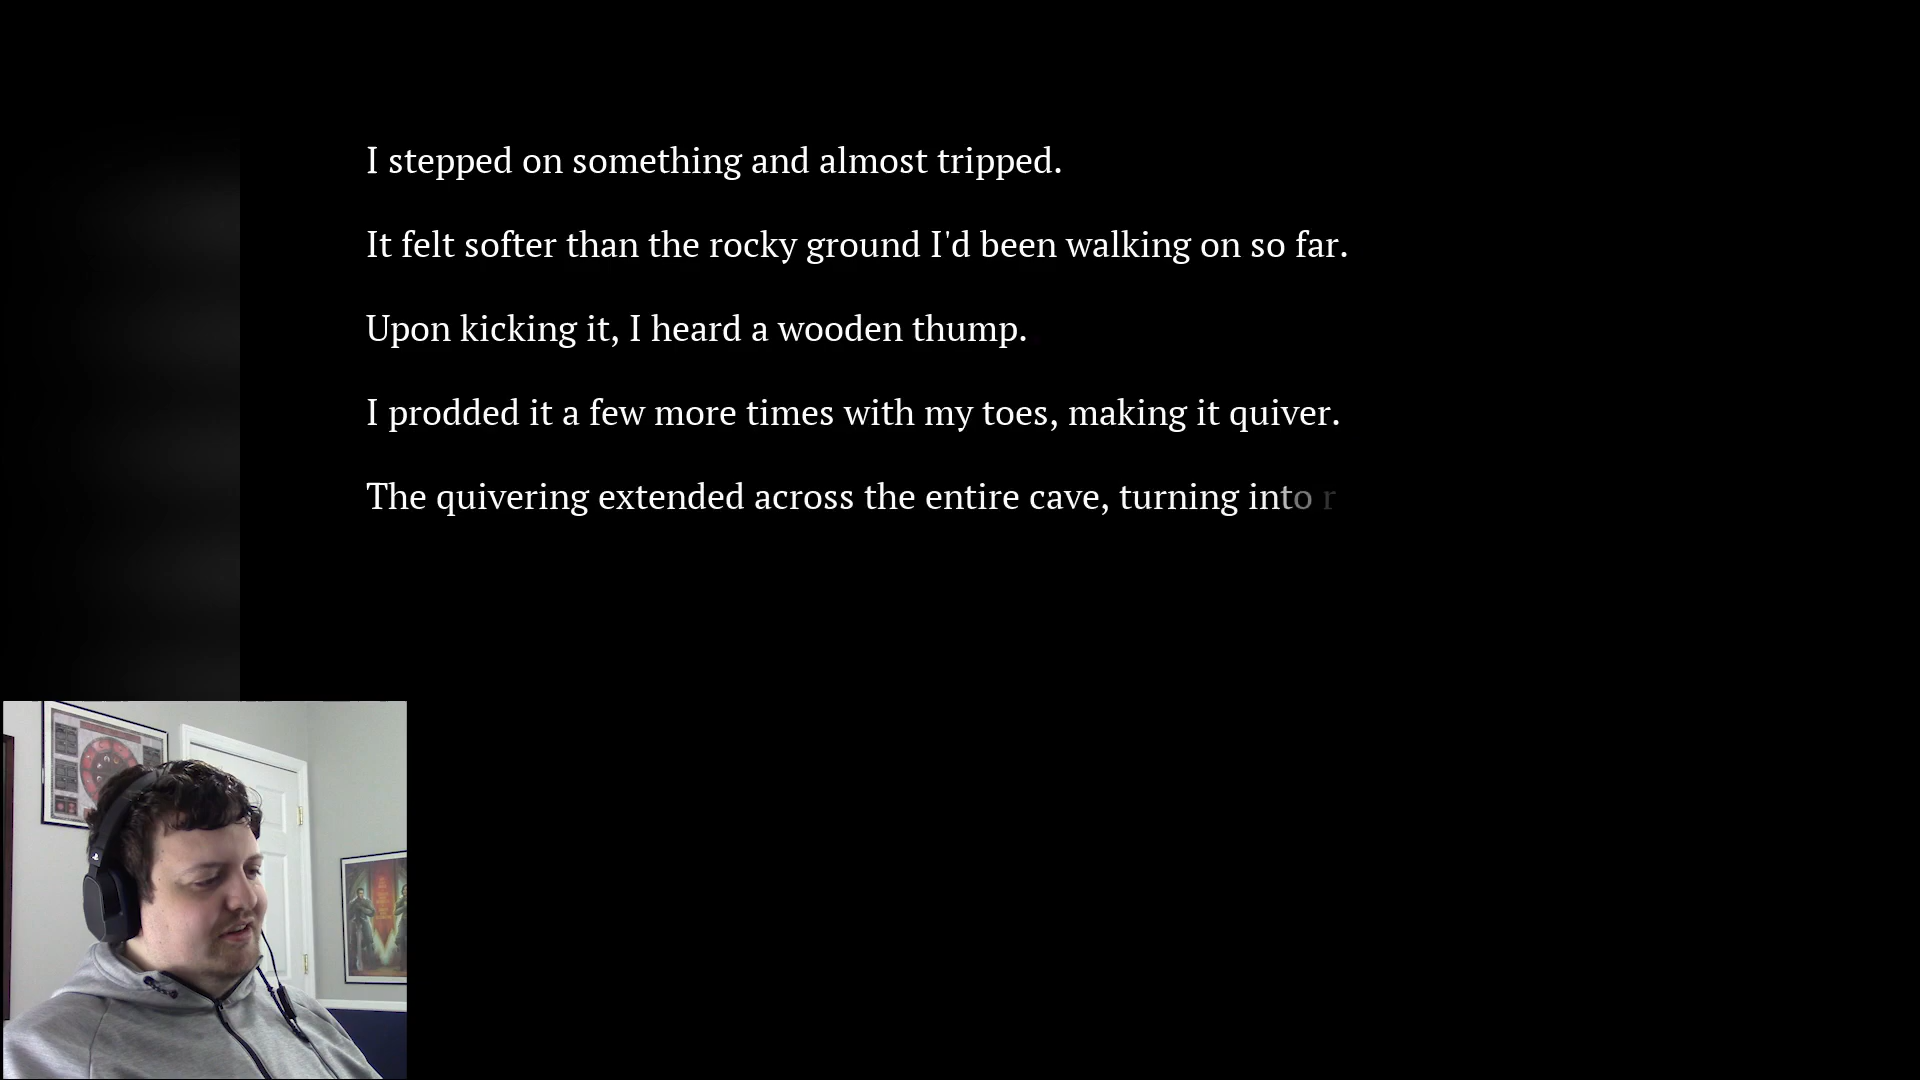 I stepped on something and almost tripped.
It felt softer than the rocky ground I'd been walking on so far.
Upon kicking it, I heard a wooden thump.
I prodded it a few more times with my toes, making it quiver.
The quivering extended across the entire cave, turning into r